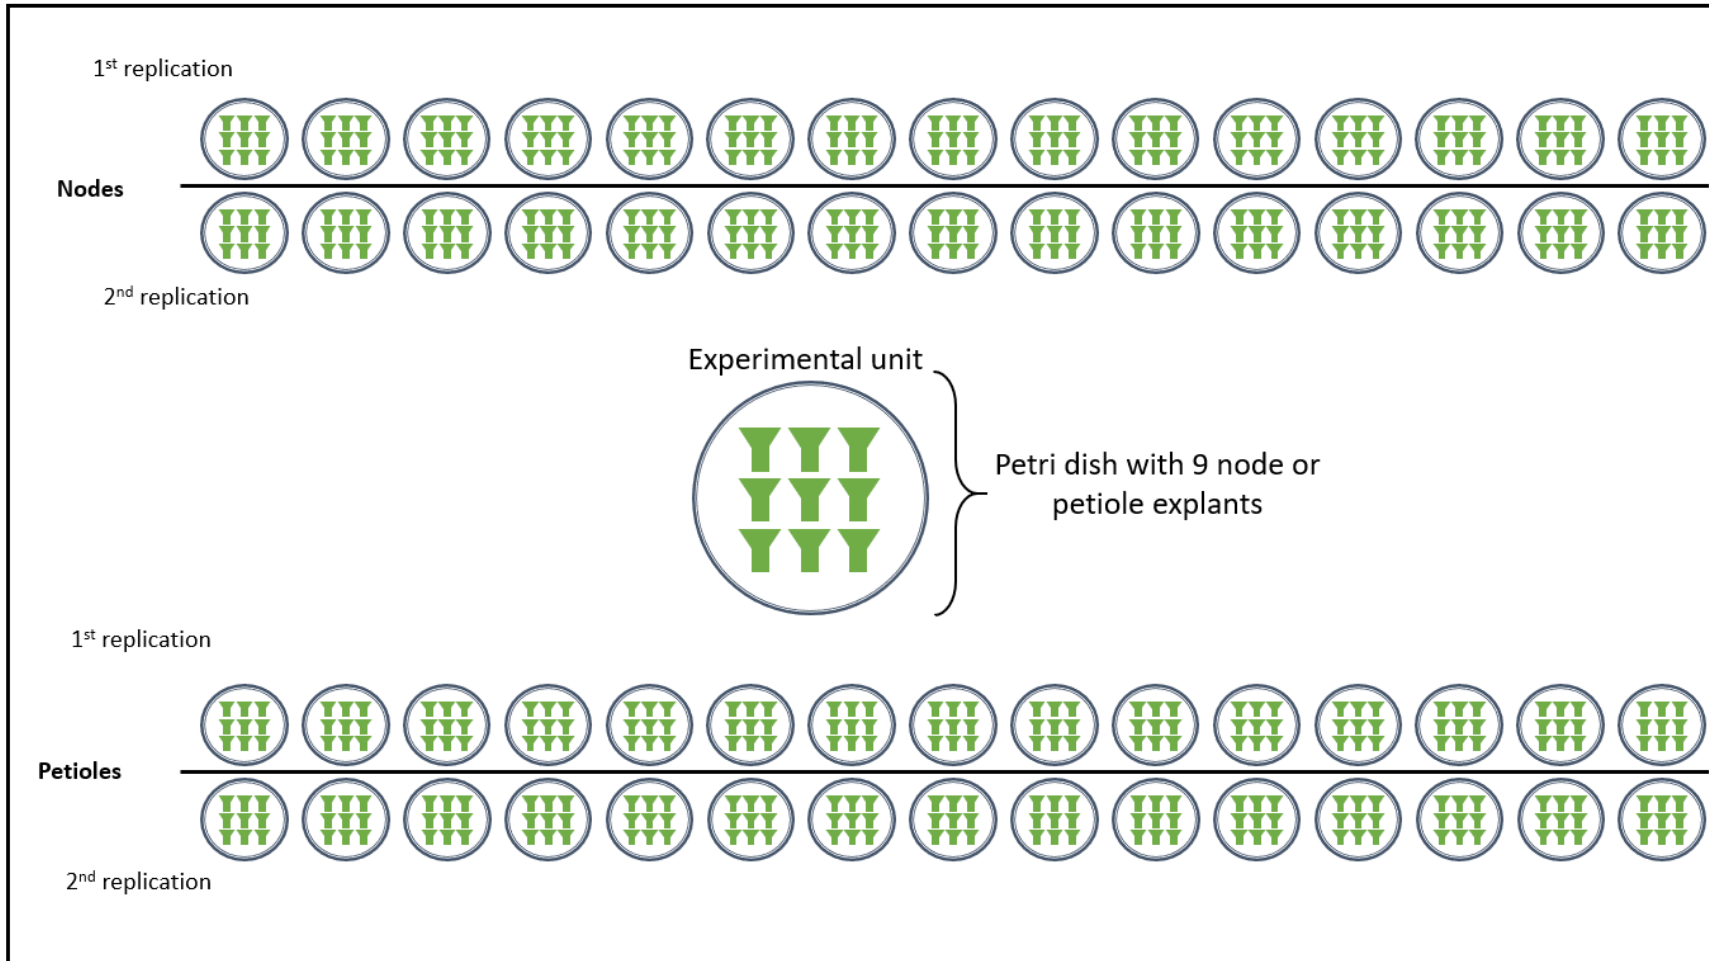 1st replication
Nodes
2nd replication
Experimental unit
Petri dish with 9 node or
petiole explants
1st replication
Petioles
2nd replication